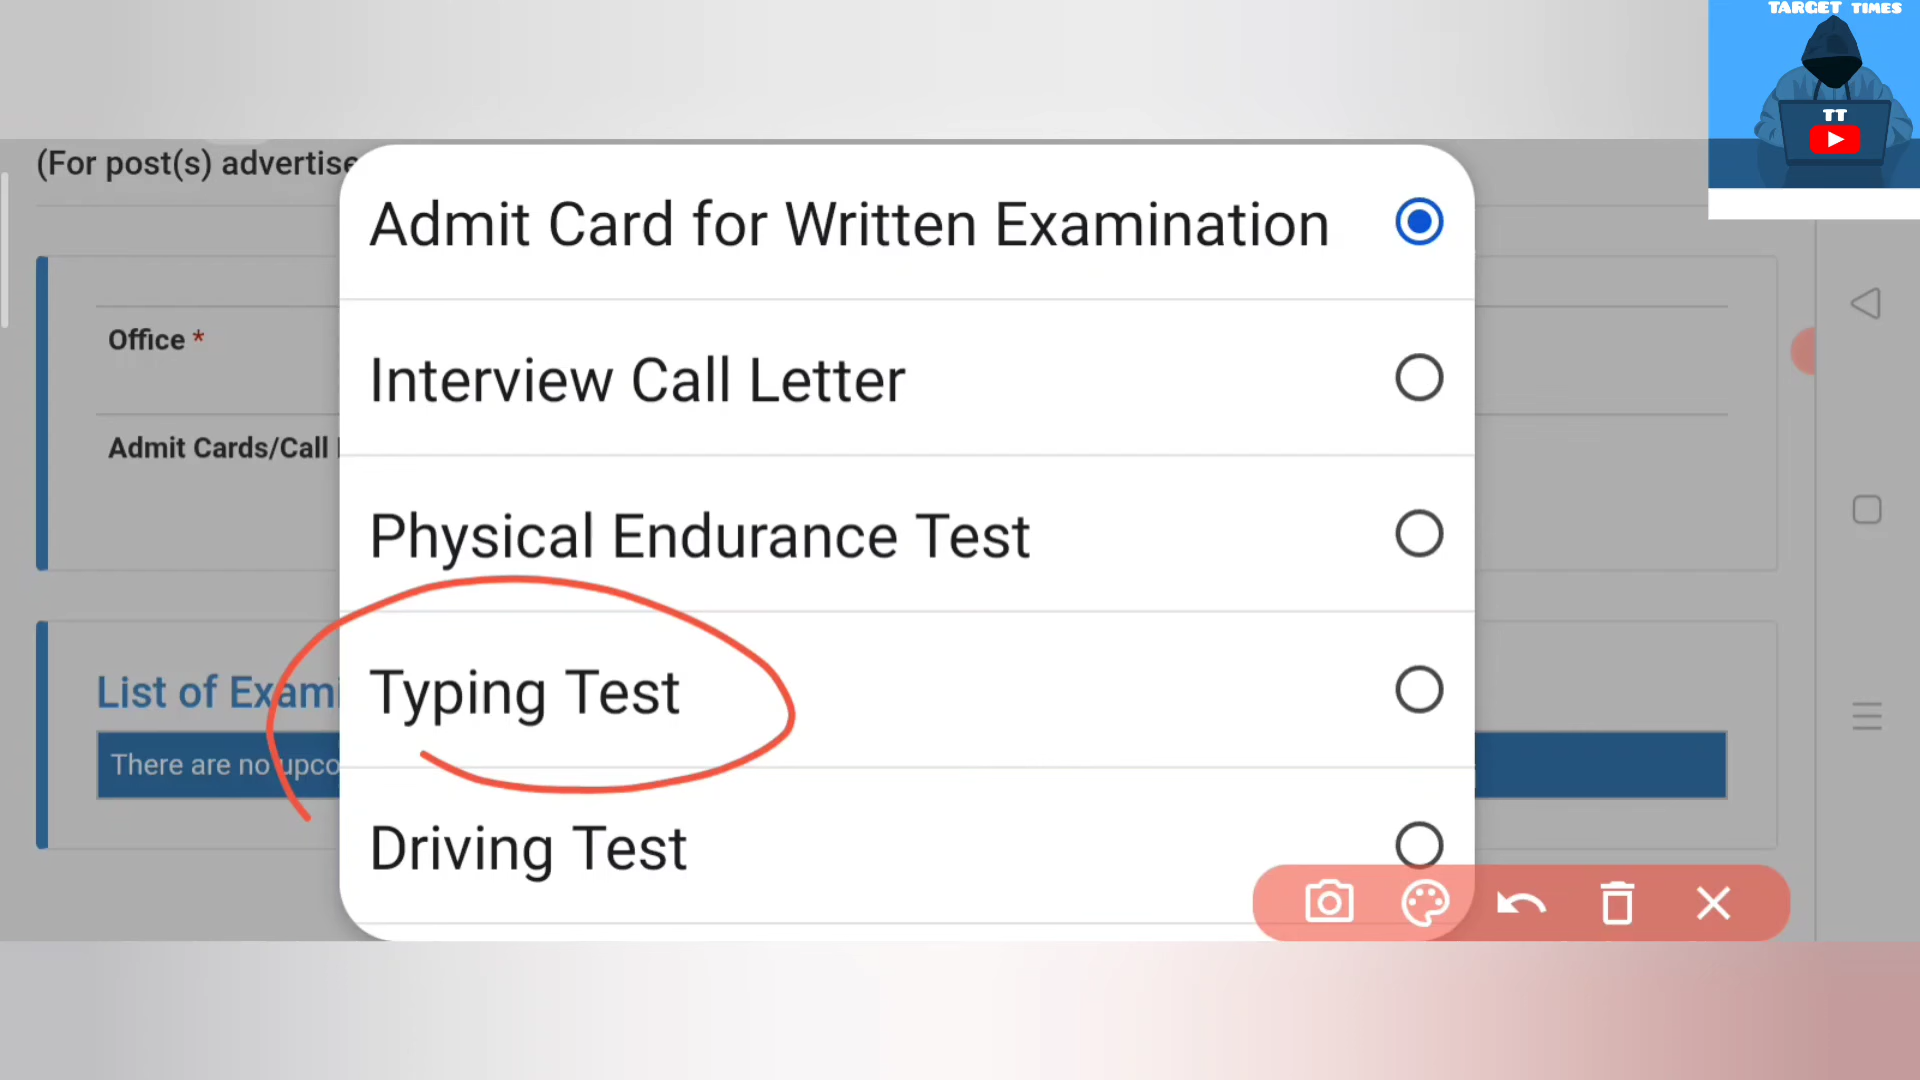 TARGET TIMES
TT
(For post(s) advertise
Admit Card for Written Examination
Interview Call Letter
Office *
Admit Cards/Call
Physical Endurance Test
Typing Test
List of Exami
There are no upco
Driving Test